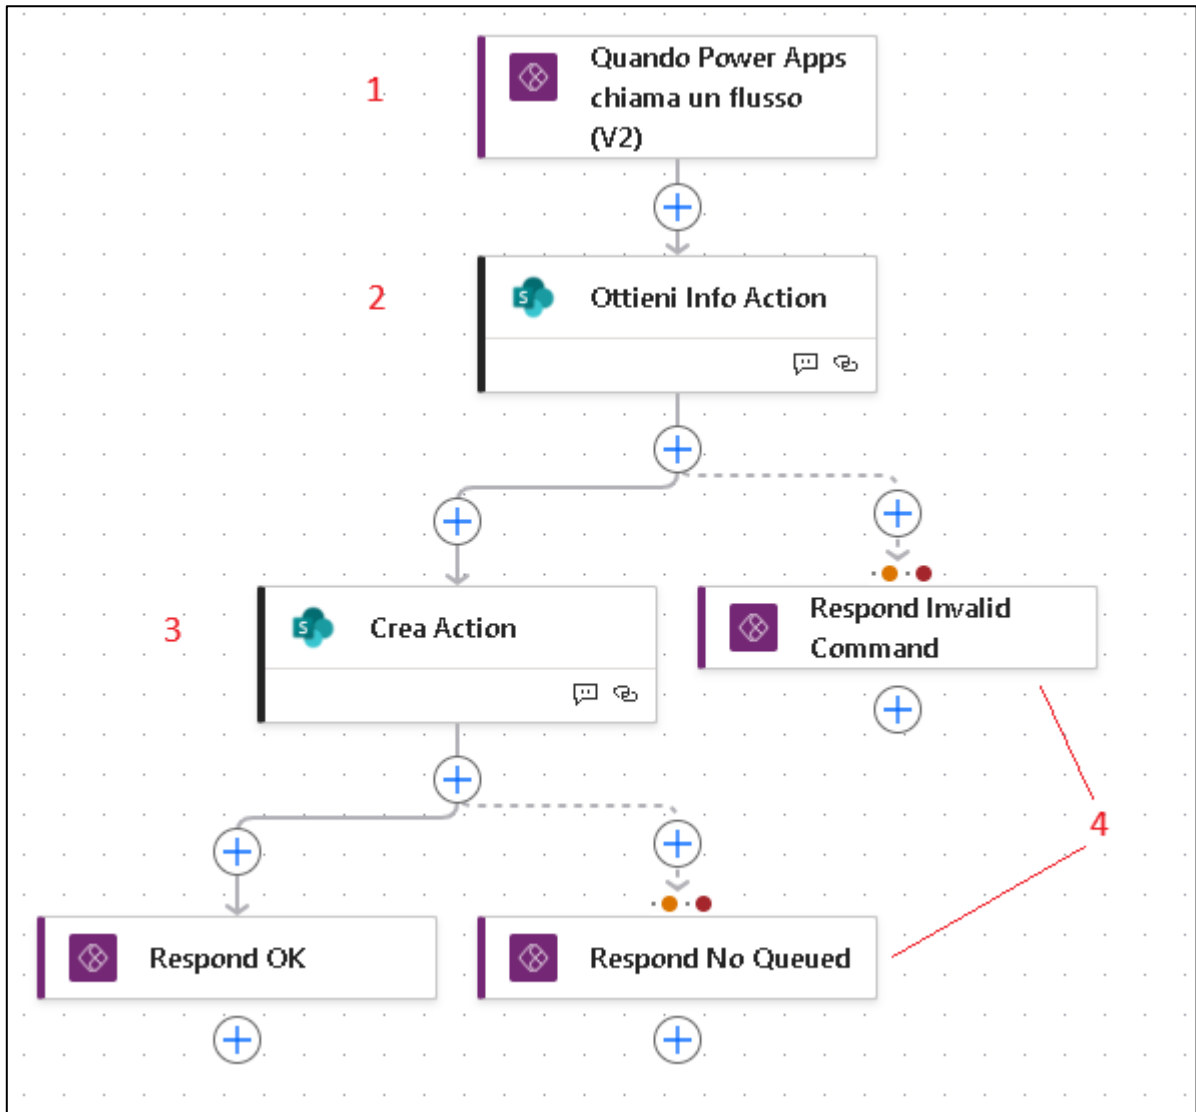 1
Quando Power Apps
chiama un flusso
(V2)
2
S
Ottieni Info Action
3
S
Crea Action
Respond Invalid
Command
4
Respond OK
Respond No Queued